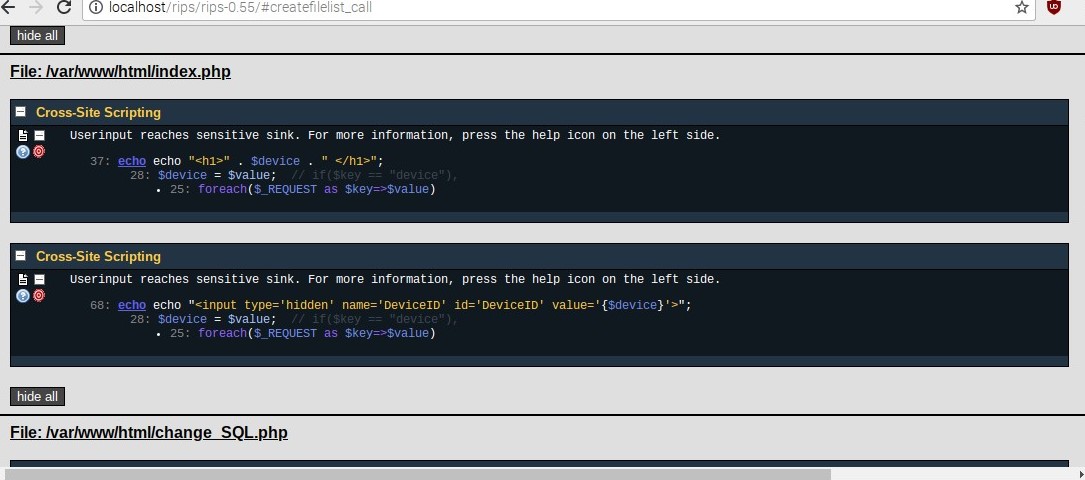 localhost/rips/rips-0.55/#createfilelist_call
hide all
File: /var/www/html/index.php
Cross-Site Scripting
Userinput reaches sensitive sink. For more information, press the help icon on the left side.
37: echo echo "<h1>" . $device . " </h1>";
28: $device = $value;  // if($key == "device"),
• 25: foreach($_REQUEST as $key=>$value)
Cross-Site Scripting
Userinput reaches sensitive sink. For more information, press the help icon on the left side.
68: echo echo "<input type='hidden' name='DeviceID' id='DeviceID' value='{$device}'>";
28: $device = $value;  // if($key == "device"),
• 25: foreach($_REQUEST as $key=>$value)
hide all
File: /var/www/html/change_SQL.php